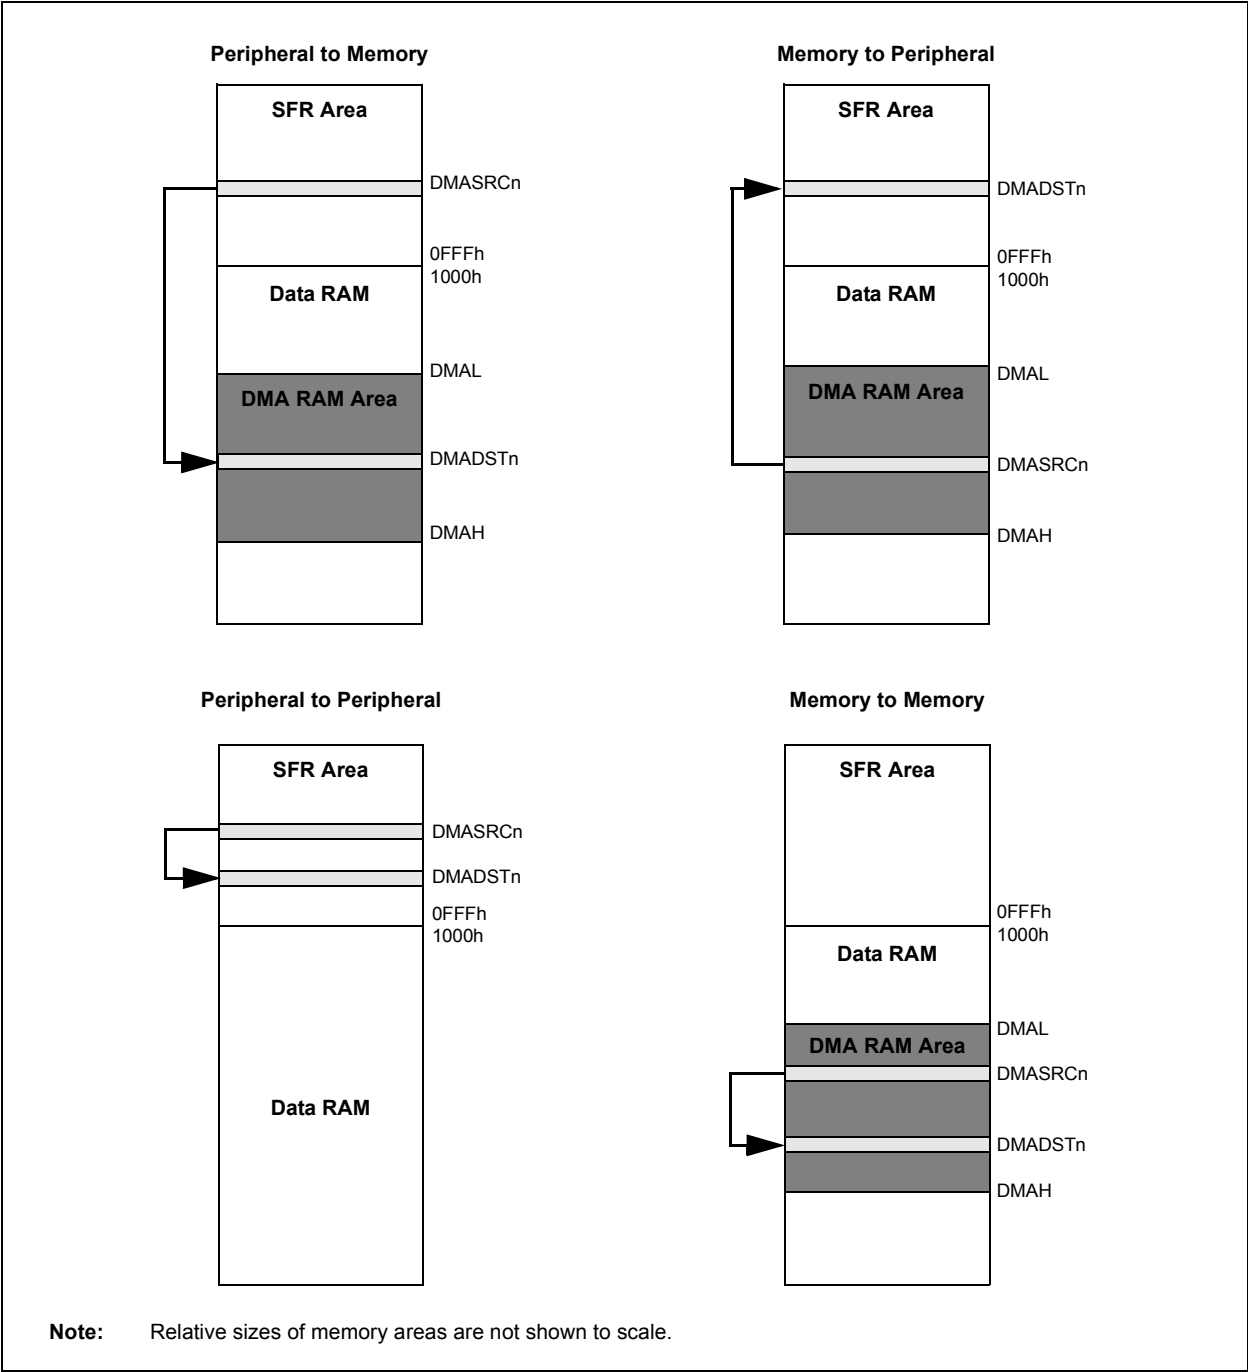 Peripheral to Memory
SFR Area
DMASRCn
0FFFh
1000h
Data RAM
DMAL
DMA RAM Area
DMADSTn
DMAH
Memory to Peripheral
SFR Area
DMADSTn
0FFFh
1000h
Data RAM
DMAL
DMA RAM Area
DMASRCn
DMAH
Peripheral to Peripheral
SFR Area
DMASRCn
DMADSTn
0FFFh
1000h
Data RAM
Memory to Memory
SFR Area
0FFFh
1000h
Data RAM
DMAL
DMA RAM Area
DMASRCn
DMADSTn
DMAH
Note: Relative sizes of memory areas are not shown to scale.